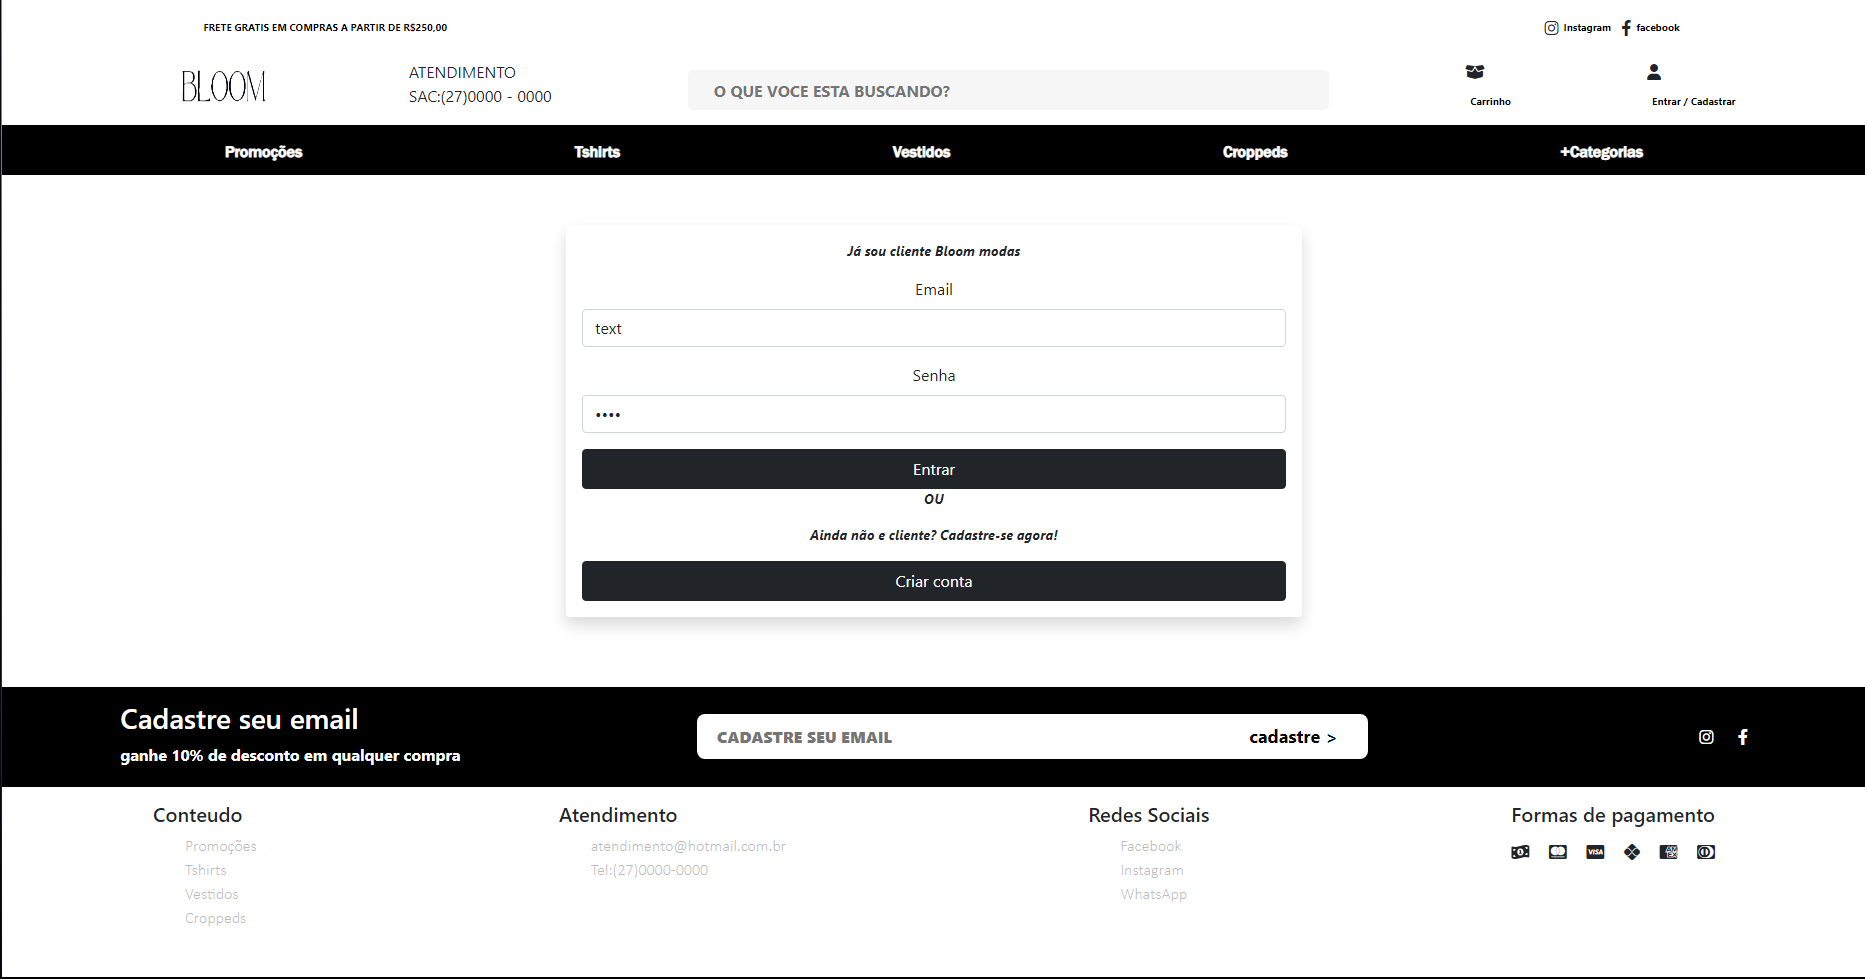 FRETE GRATIS EM COMPRAS A PARTIR DE R$250,00
Instagram facebook
BLOOM
ATENDIMENTO
SAC:(27)0000 - 0000
O QUE VOCE ESTA BUSCANDO?
Carrinho
Entrar / Cadastrar
Promoções Tshirts Vestidos Croppeds +Categorias
Já sou cliente Bloom modas
Email
text
Senha
••••
Entrar
OU
Ainda não e cliente? Cadastre-se agora!
Criar conta
Cadastre seu email
ganhe 10% de desconto em qualquer compra
CADASTRE SEU EMAIL cadastre >
Conteudo
Promoções
Tshirts
Vestidos
Croppeds
Atendimento
atendimento@hotmail.com.br
Tel:(27)0000-0000
Redes Sociais
Facebook
Instagram
WhatsApp
Formas de pagamento
VISA
AMEX